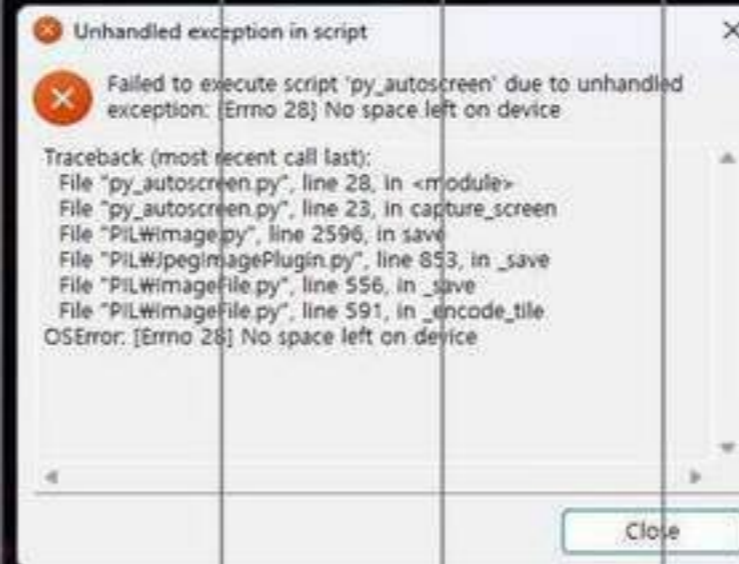 Unhandled exception in script
Failed to execute script 'py_autoscreen' due to unhandled
exception: [Errno 28] No space left on device
Traceback (most recent call last):
File "py_autoscreen.py", line 28, in <module>
File "py_autoscreen.py", line 23, in capture_screen
File "PIL₩Image.py", line 2596, in save
File "PIL₩JpegImagePlugin.py", line 853, in _save
File "PIL₩ImageFile.py", line 556, in _save
File "PIL₩ImageFile.py", line 591, in _encode_tile
OSError: [Errno 28] No space left on device
Close